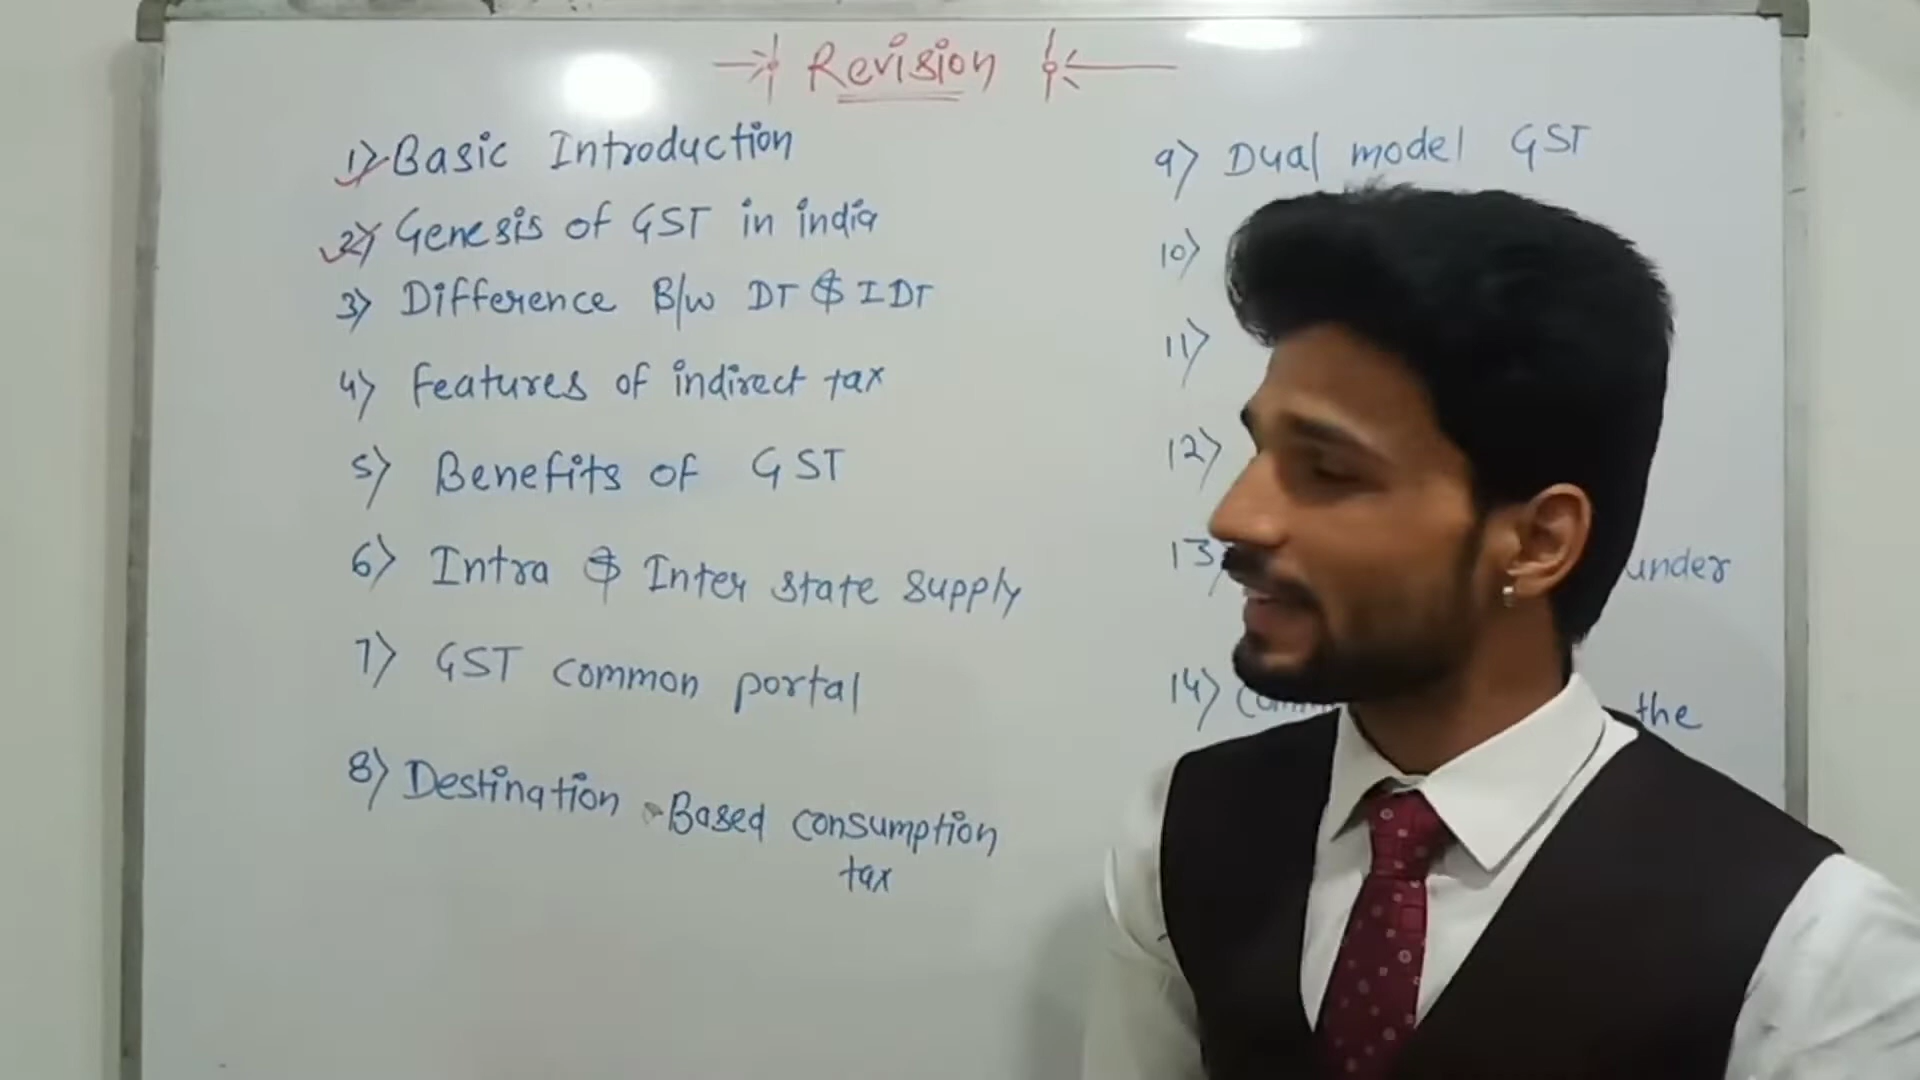 Revision
1) Basic Introduction
2) Genesis of GST in india
3) Difference B/w DT & IDT
4) Features of indirect tax
5) Benefits of GST
6) Intra & Inter state supply
7) GST common portal
8) Destination Based consumption
tax
9) Dual model GST
10)
11)
12)
13) under
14) the